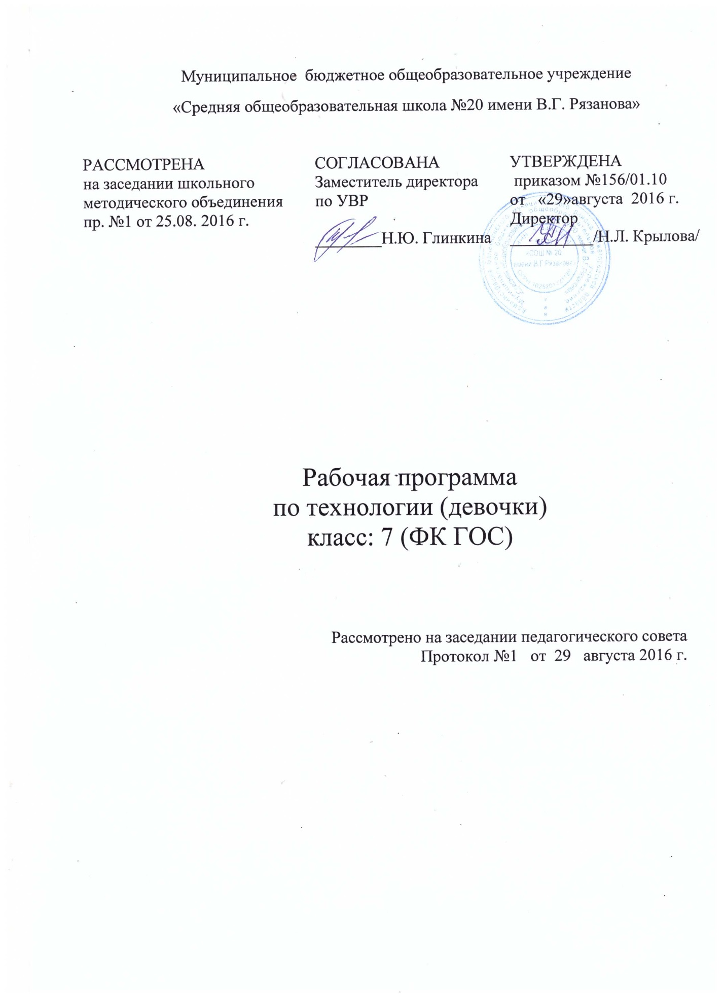 Муниципальное бюджетное общеобразовательное учреждение
«Средняя общеобразовательная школа №20 имени В.Г. Рязанова»
РАССМОТРЕНА
на заседании школьного
методического объединения
пр. №1 от 25.08. 2016 г.
СОГЛАСОВАНА
Заместитель директора
по УВР
__________Н.Ю. Глинкина
УТВЕРЖДЕНА
приказом №156/01.10
от «29»августа 2016 г.
Директор
__________/Н.Л. Крылова/
«СОШ № 20
имени В.Г.Рязанова»
Рабочая программа
по технологии (девочки)
класс: 7 (ФК ГОС)
Рассмотрено на заседании педагогического совета
Протокол №1 от 29 августа 2016 г.